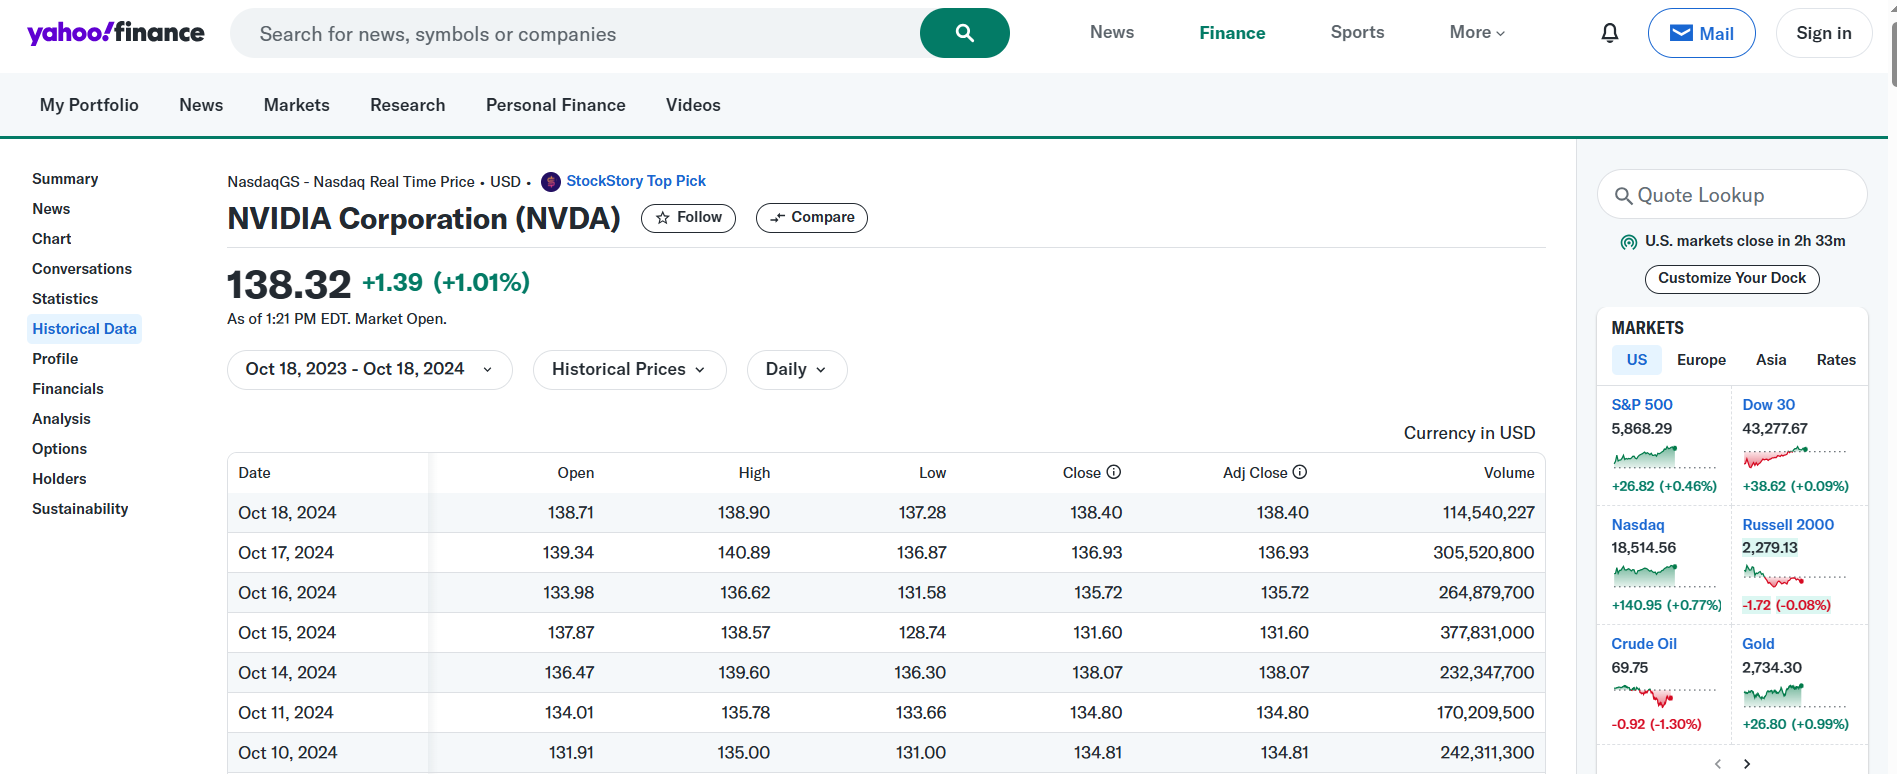 yahoo!finance
Search for news, symbols or companies
News Finance Sports More
Mail
Sign in
My Portfolio News Markets Research Personal Finance Videos
Summary
News
Chart
Conversations
Statistics
Historical Data
Profile
Financials
Analysis
Options
Holders
Sustainability
NasdaqGS - Nasdaq Real Time Price • USD • StockStory Top Pick
NVIDIA Corporation (NVDA) Follow Compare
138.32 +1.39 (+1.01%)
As of 1:21 PM EDT. Market Open.
Oct 18, 2023 - Oct 18, 2024 Historical Prices Daily
Currency in USD
Date Open High Low Close Adj Close Volume
Oct 18, 2024 138.71 138.90 137.28 138.40 138.40 114,540,227
Oct 17, 2024 139.34 140.89 136.87 136.93 136.93 305,520,800
Oct 16, 2024 133.98 136.62 131.58 135.72 135.72 264,879,700
Oct 15, 2024 137.87 138.57 128.74 131.60 131.60 377,831,000
Oct 14, 2024 136.47 139.60 136.30 138.07 138.07 232,347,700
Oct 11, 2024 134.01 135.78 133.66 134.80 134.80 170,209,500
Oct 10, 2024 131.91 135.00 131.00 134.81 134.81 242,311,300
Quote Lookup
U.S. markets close in 2h 33m
Customize Your Dock
MARKETS
US Europe Asia Rates
S&P 500 Dow 30
5,868.29 43,277.67
+26.82 (+0.46%) +38.62 (+0.09%)
Nasdaq Russell 2000
18,514.56 2,279.13
+140.95 (+0.77%) -1.72 (-0.08%)
Crude Oil Gold
69.75 2,734.30
-0.92 (-1.30%) +26.80 (+0.99%)